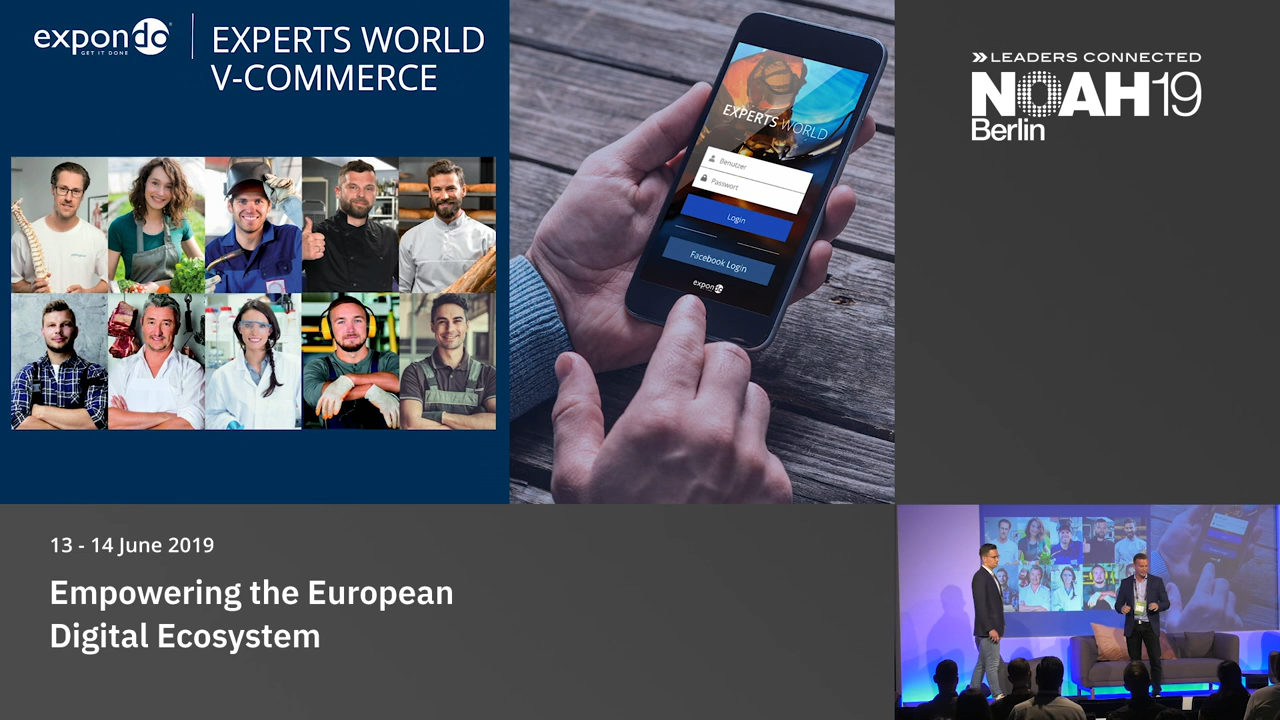 expondo
GET IT DONE
EXPERTS WORLD
V-COMMERCE
EXPERTS WORLD
Benutzer
Passwort
Login
Facebook Login
expondo
LEADERS CONNECTED
NOAH19
Berlin
13 - 14 June 2019
Empowering the European
Digital Ecosystem